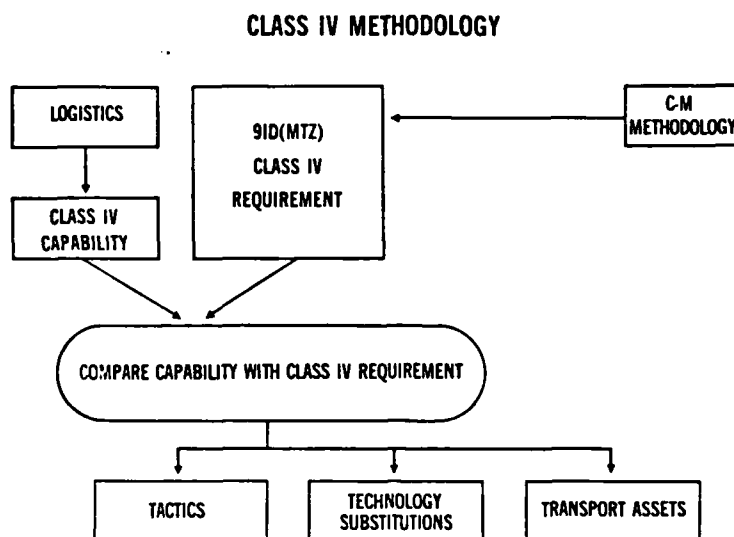 CLASS IV METHODOLOGY
LOGISTICS
9ID(MTZ)
CLASS IV
REQUIREMENT
C-M
METHODOLOGY
CLASS IV
CAPABILITY
COMPARE CAPABILITY WITH CLASS IV REQUIREMENT
TACTICS
TECHNOLOGY
SUBSTITUTIONS
TRANSPORT ASSETS